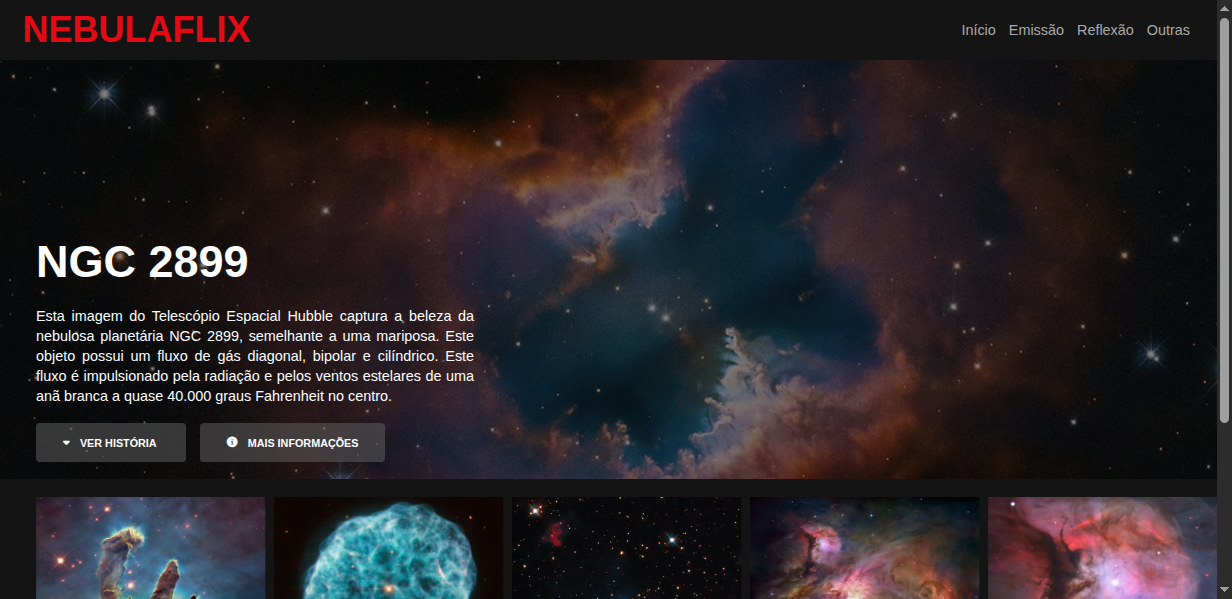 NEBULAFLIX
Início Emissão Reflexão Outras
NGC 2899
Esta imagem do Telescópio Espacial Hubble captura a beleza da
nebulosa planetária NGC 2899, semelhante a uma mariposa. Este
objeto possui um fluxo de gás diagonal, bipolar e cilíndrico. Este
fluxo é impulsionado pela radiação e pelos ventos estelares de uma
anã branca a quase 40.000 graus Fahrenheit no centro.
VER HISTÓRIA MAIS INFORMAÇÕES